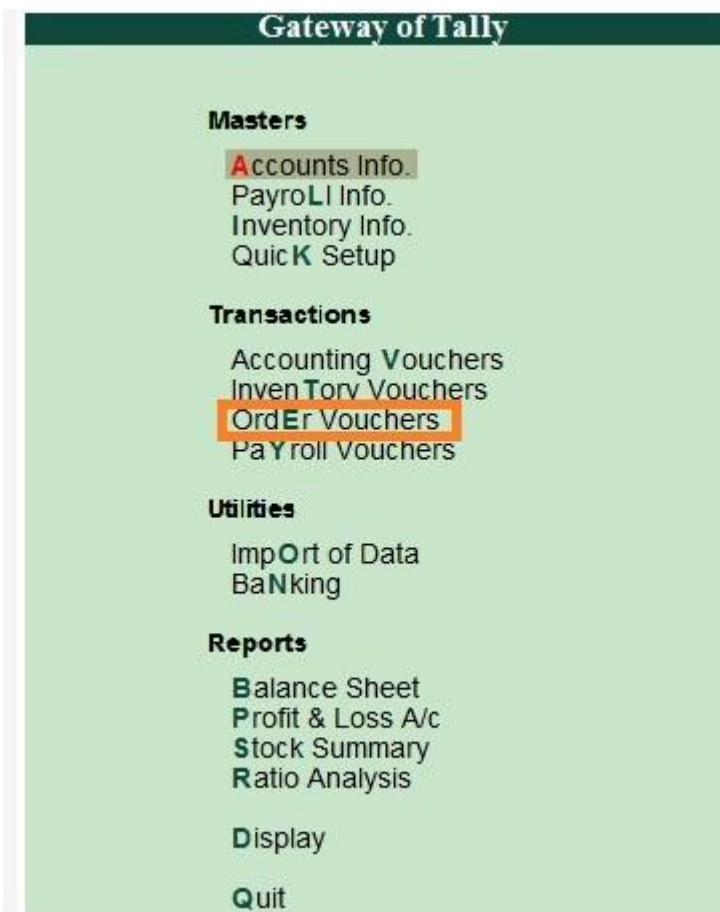 Gateway of Tally
Masters
Accounts Info.
PayroLl Info.
Inventory Info.
QuicK Setup
Transactions
Accounting Vouchers
InvenTory Vouchers
OrdEr Vouchers
PaYroll Vouchers
Utilities
ImpOrt of Data
BaNking
Reports
Balance Sheet
Profit & Loss A/c
Stock Summary
Ratio Analysis
Display
Quit